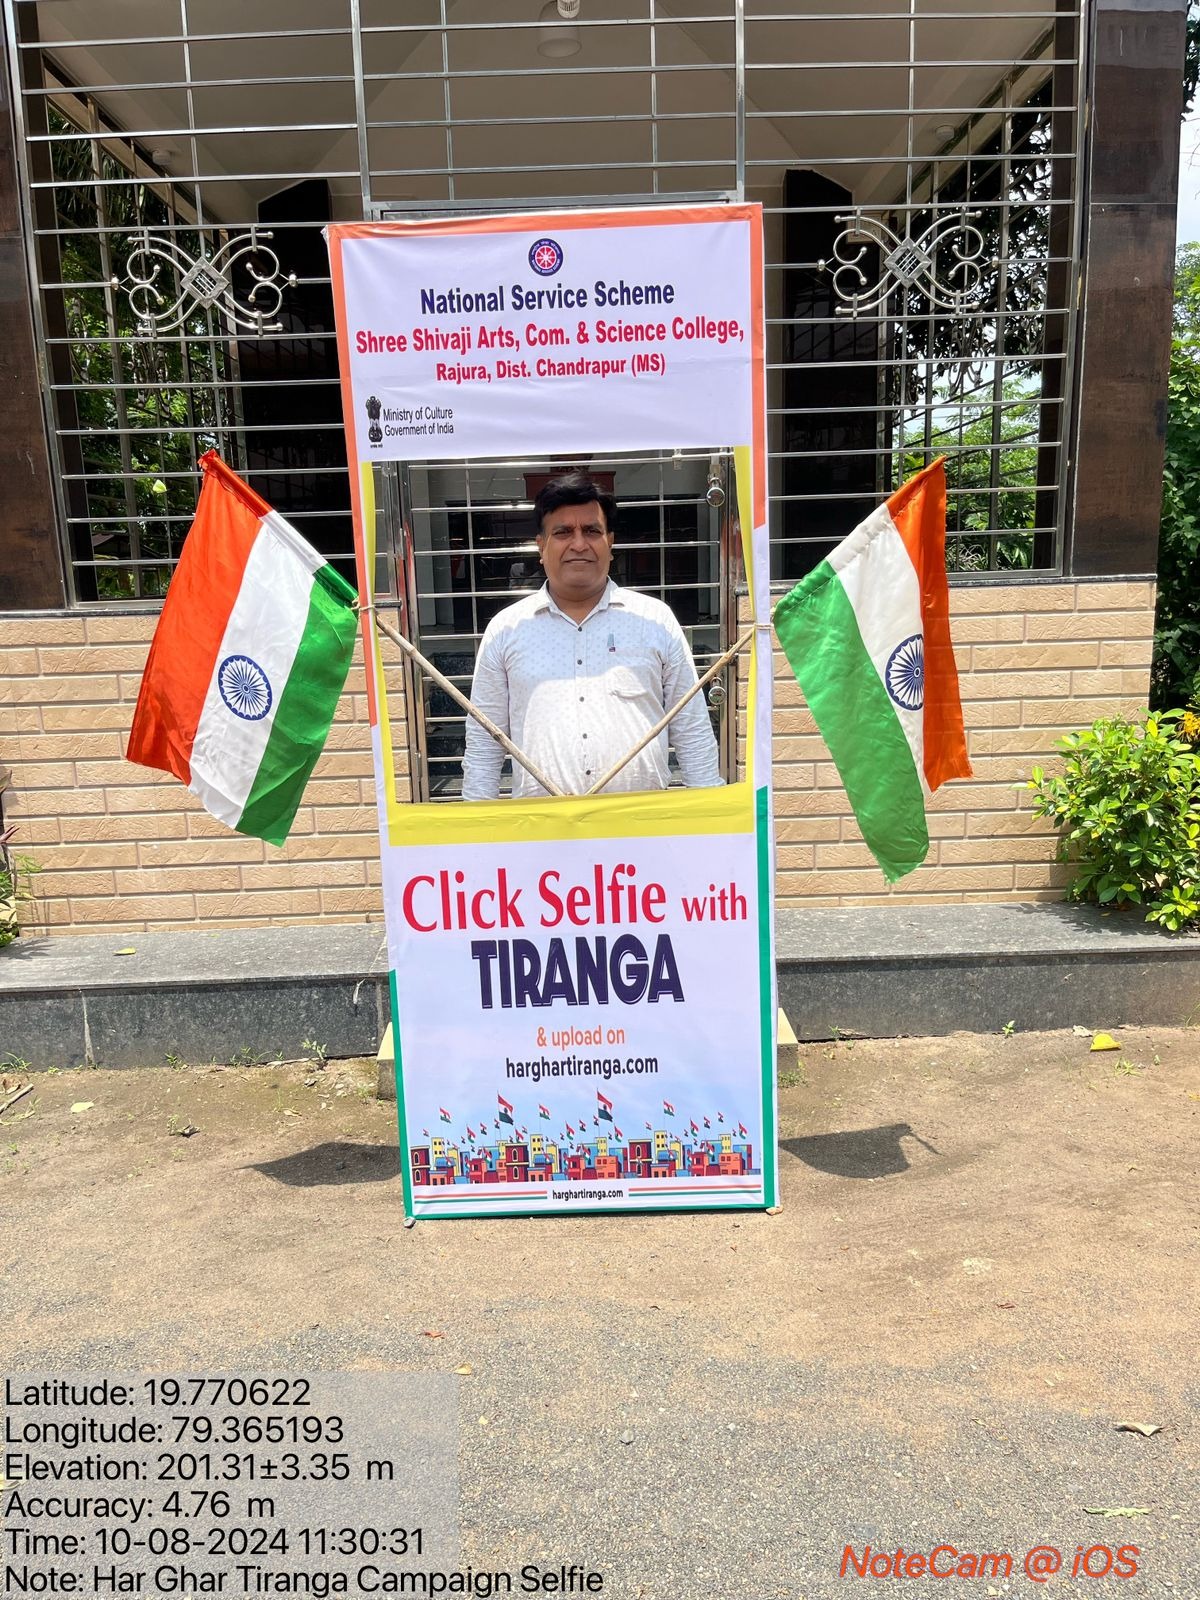 National Service Scheme
Shree Shivaji Arts, Com. & Science College,
Rajura, Dist. Chandrapur (MS)
Ministry of Culture
Government of India
Click Selfie with
TIRANGA
& upload on
harghartiranga.com
harghartiranga.com
Latitude: 19.770622
Longitude: 79.365193
Elevation: 201.31±3.35 m
Accuracy: 4.76 m
Time: 10-08-2024 11:30:31
Note: Har Ghar Tiranga Campaign Selfie
NoteCam @ iOS